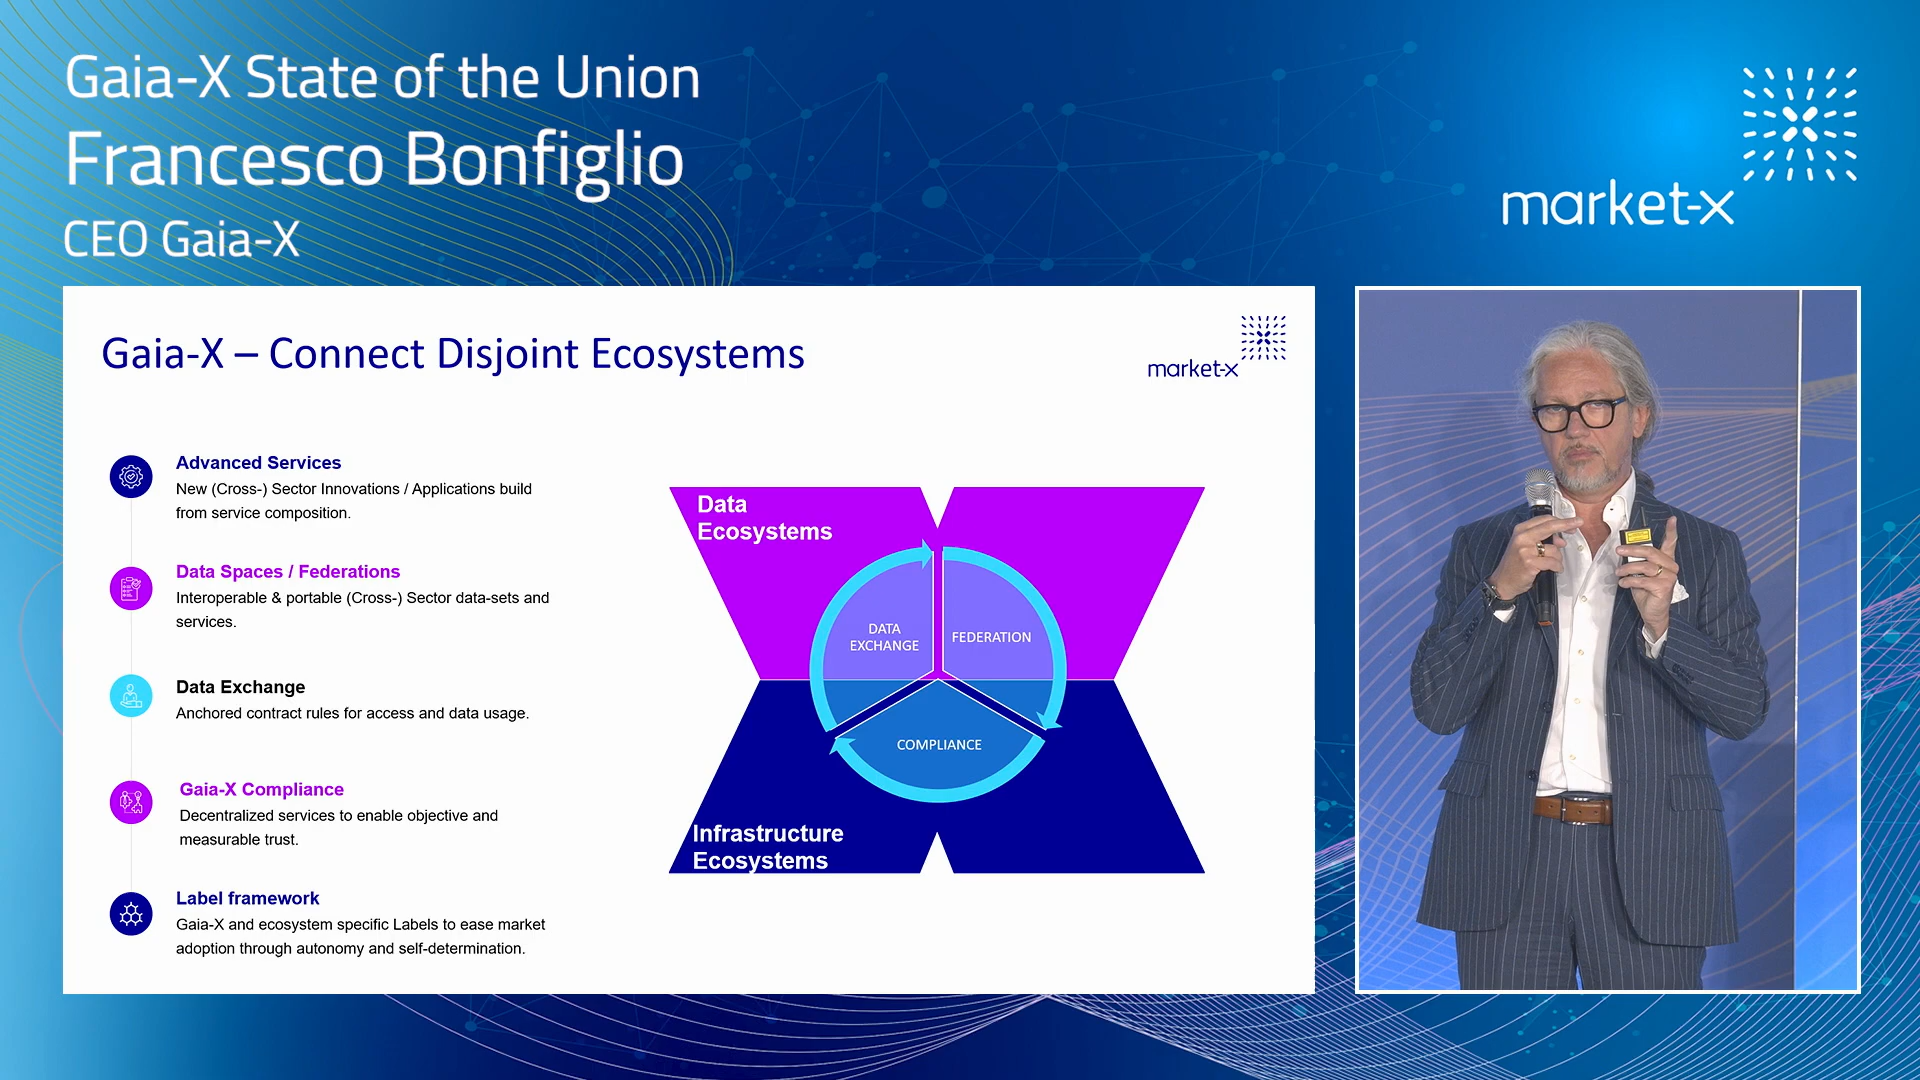 Gaia-X State of the Union
Francesco Bonfiglio
CEO Gaia-X
market-x
Gaia-X – Connect Disjoint Ecosystems
market-x
Advanced Services
New (Cross-) Sector Innovations / Applications build
from service composition.
Data Spaces / Federations
Interoperable & portable (Cross-) Sector data-sets and
services.
Data Exchange
Anchored contract rules for access and data usage.
Gaia-X Compliance
Decentralized services to enable objective and
measurable trust.
Label framework
Gaia-X and ecosystem specific Labels to ease market
adoption through autonomy and self-determination.
Data
Ecosystems
DATA
EXCHANGE
FEDERATION
COMPLIANCE
Infrastructure
Ecosystems